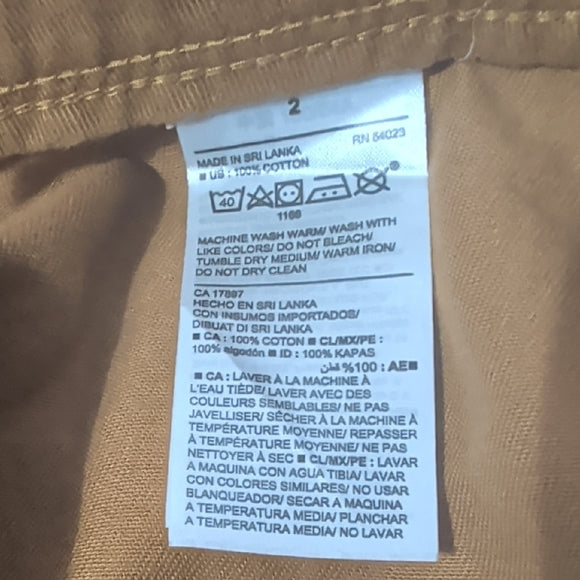 2
RN 54023
MADE IN SRI LANKA
■ US : 100% COTTON
40
1166
MACHINE WASH WARM/ WASH WITH
LIKE COLORS/ DO NOT BLEACH/
TUMBLE DRY MEDIUM/ WARM IRON/
DO NOT DRY CLEAN
CA 17897
HECHO EN SRI LANKA
CON INSUMOS IMPORTADOS/
DIBUAT DI SRI LANKA
■ CA : 100% COTON ■ CL/MX/PE :
100% algodón ■ ID : 100% KAPAS
■AE : 100% قطن
■ CA : LAVER À LA MACHINE À
L'EAU TIÈDE/ LAVER AVEC DES
COULEURS SEMBLABLES/ NE PAS
JAVELLISER/ SÉCHER À LA MACHINE À
TEMPÉRATURE MOYENNE/ REPASSER
À TEMPÉRATURE MOYENNE/ NE PAS
NETTOYER À SEC ■ CL/MX/PE : LAVAR
A MAQUINA CON AGUA TIBIA/ LAVAR
CON COLORES SIMILARES/ NO USAR
BLANQUEADOR/ SECAR A MAQUINA
A TEMPERATURA MEDIA/ PLANCHAR
A TEMPERATURA MEDIA/ NO LAVAR